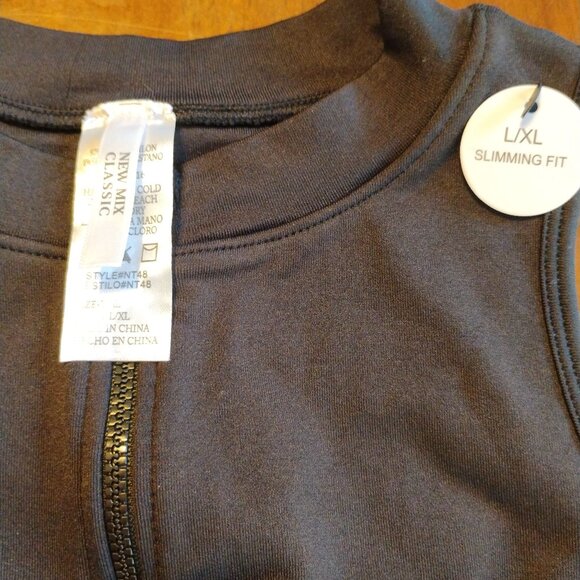 NEW MIX
CLASSIC
COLD
A MANO
CLORO
STYLE#NT48
ESTILO#NT48
L/XL
IN CHINA
HO EN CHINA
L/XL
SLIMMING FIT